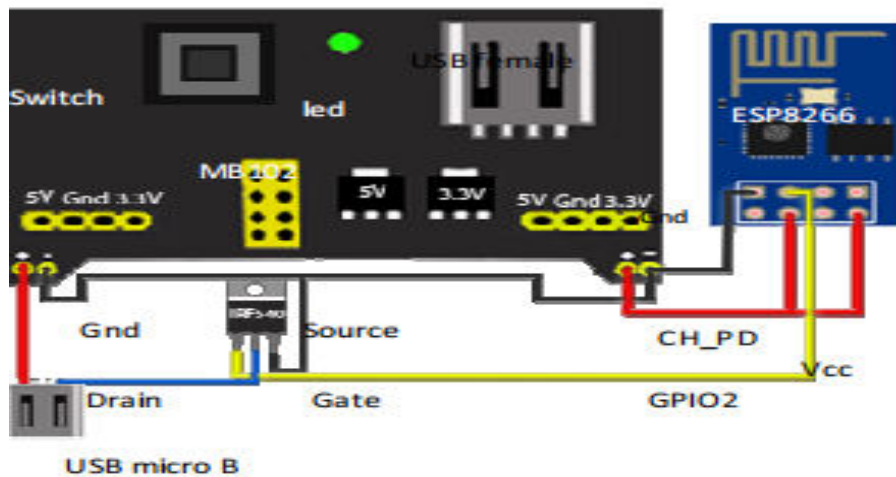 USB female
Switch
led
ESP8266
MB102
5V Gnd 3.3V
5V
3.3V
5V Gnd 3.3V
Gnd
IRF540
Gnd
Source
CH_PD
Vcc
Drain
Gate
GPIO2
USB micro B